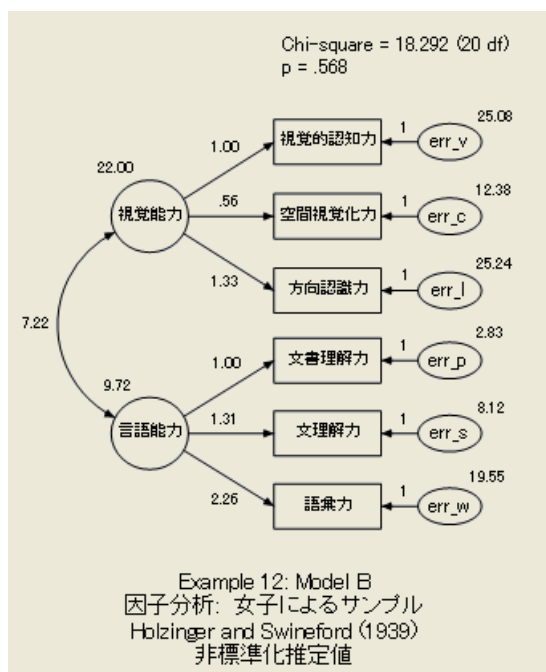 Chi-square = 18.292 (20 df)
p = .568
25.08
1.00
視覚的認知力
1
err_v
22.00
12.38
視覚能力
.56
空間視覚化力
1
err_c
25.24
1.33
方向認識力
1
err_l
7.22
2.83
1.00
文書理解力
1
err_p
9.72
8.12
言語能力
1.31
文理解力
1
err_s
19.55
2.26
語彙力
1
err_w
Example 12: Model B
因子分析: 女子によるサンプル
Holzinger and Swineford (1939)
非標準化推定値